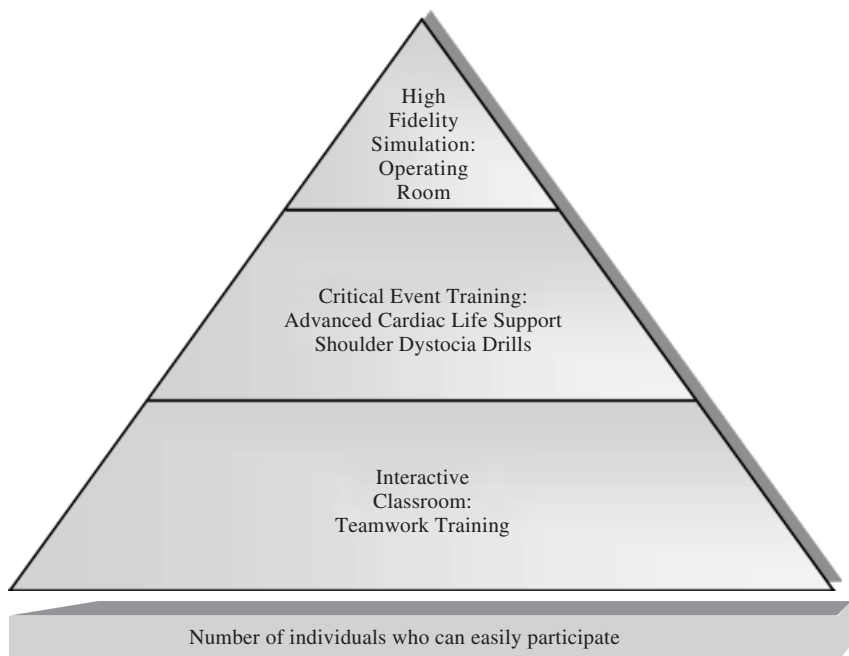 High
Fidelity
Simulation:
Operating
Room
Critical Event Training:
Advanced Cardiac Life Support
Shoulder Dystocia Drills
Interactive
Classroom:
Teamwork Training
Number of individuals who can easily participate